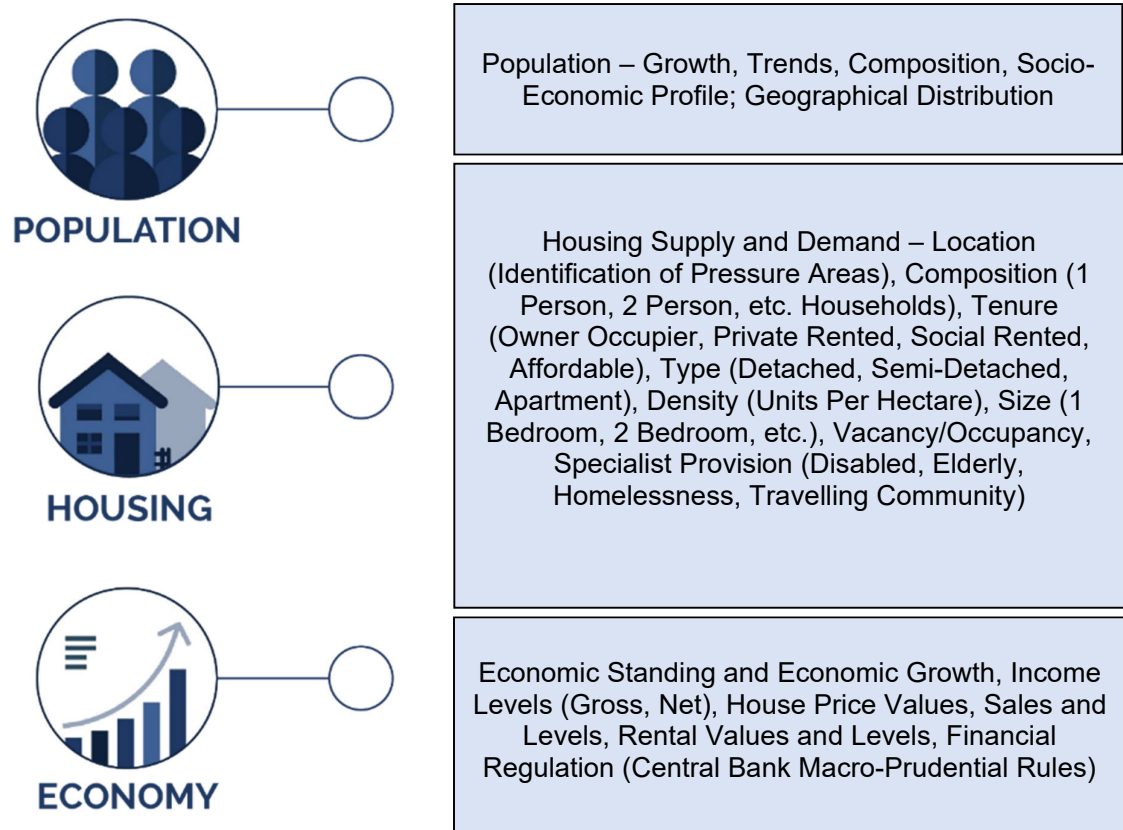 POPULATION
Population – Growth, Trends, Composition, Socio-
Economic Profile; Geographical Distribution
HOUSING
Housing Supply and Demand – Location
(Identification of Pressure Areas), Composition (1
Person, 2 Person, etc. Households), Tenure
(Owner Occupier, Private Rented, Social Rented,
Affordable), Type (Detached, Semi-Detached,
Apartment), Density (Units Per Hectare), Size (1
Bedroom, 2 Bedroom, etc.), Vacancy/Occupancy,
Specialist Provision (Disabled, Elderly,
Homelessness, Travelling Community)
ECONOMY
Economic Standing and Economic Growth, Income
Levels (Gross, Net), House Price Values, Sales and
Levels, Rental Values and Levels, Financial
Regulation (Central Bank Macro-Prudential Rules)